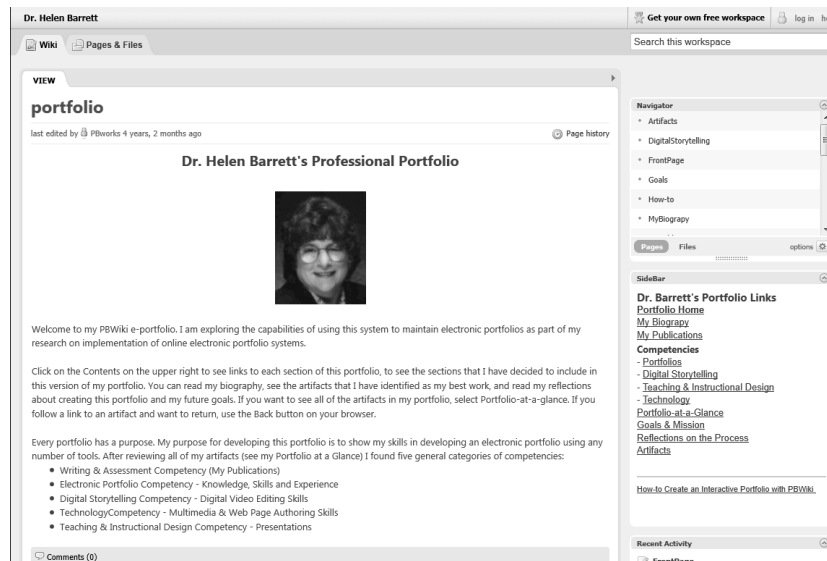 Dr. Helen Barrett
Get your own free workspace
log in
Wiki
Pages & Files
Search this workspace
VIEW
portfolio
last edited by PBworks 4 years, 2 months ago
Page history
Dr. Helen Barrett's Professional Portfolio
Welcome to my PBWiki e-portfolio. I am exploring the capabilities of using this system to maintain electronic portfolios as part of my
research on implementation of online electronic portfolio systems.
Click on the Contents on the upper right to see links to each section of this portfolio, to see the sections that I have decided to include in
this version of my portfolio. You can read my biography, see the artifacts that I have identified as my best work, and read my reflections
about creating this portfolio and my future goals. If you want to see all of the artifacts in my portfolio, select Portfolio-at-a-glance. If you
follow a link to an artifact and want to return, use the Back button on your browser.
Every portfolio has a purpose. My purpose for developing this portfolio is to show my skills in developing an electronic portfolio using any
number of tools. After reviewing all of my artifacts (see my Portfolio at a Glance) I found five general categories of competencies:
Writing & Assessment Competency (My Publications)
Electronic Portfolio Competency - Knowledge, Skills and Experience
Digital Storytelling Competency - Digital Video Editing Skills
TechnologyCompetency - Multimedia & Web Page Authoring Skills
Teaching & Instructional Design Competency - Presentations
Comments (0)
Navigator
Artifacts
DigitalStorytelling
FrontPage
Goals
How-to
MyBiograpy
Pages
Files
options
SideBar
Dr. Barrett's Portfolio Links
Portfolio Home
My Biograpy
My Publications
Competencies
- Portfolios
- Digital Storytelling
- Teaching & Instructional Design
- Technology
Portfolio-at-a-Glance
Goals & Mission
Reflections on the Process
Artifacts
How-to Create an Interactive Portfolio with PBWiki
Recent Activity
FrontPage